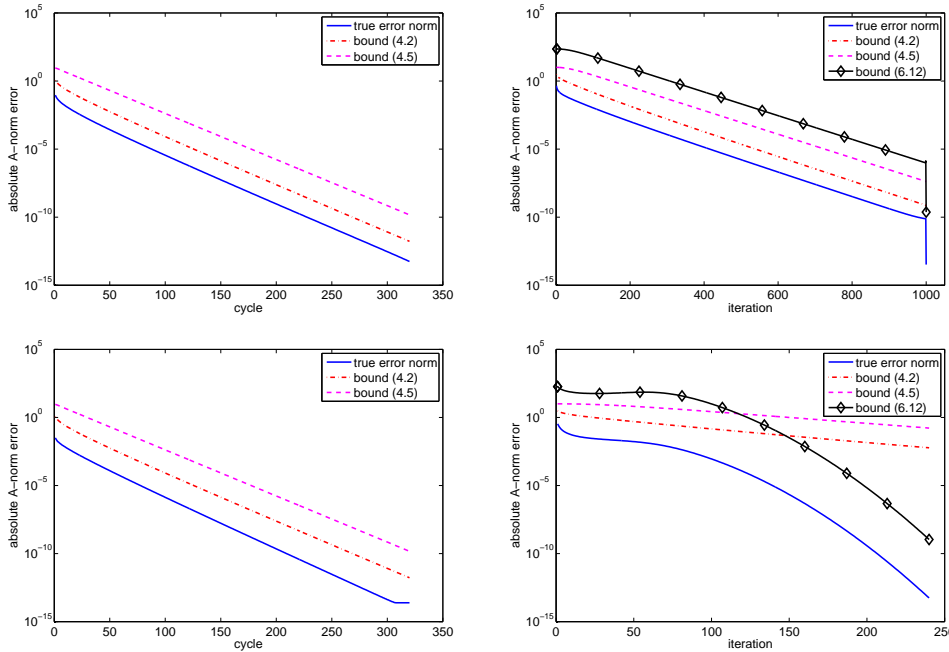 10^5
10^0
10^−5
10^−10
10^−15
absolute A−norm error
0 50 100 150 200 250 300 350
cycle
true error norm
bound (4.2)
bound (4.5)
10^5
10^0
10^−5
10^−10
10^−15
absolute A−norm error
0 200 400 600 800 1000
iteration
true error norm
bound (4.2)
bound (4.5)
bound (6.12)
10^5
10^0
10^−5
10^−10
10^−15
absolute A−norm error
0 50 100 150 200 250 300 350
cycle
true error norm
bound (4.2)
bound (4.5)
10^5
10^0
10^−5
10^−10
10^−15
absolute A−norm error
0 50 100 150 200 25
iteration
true error norm
bound (4.2)
bound (4.5)
bound (6.12)